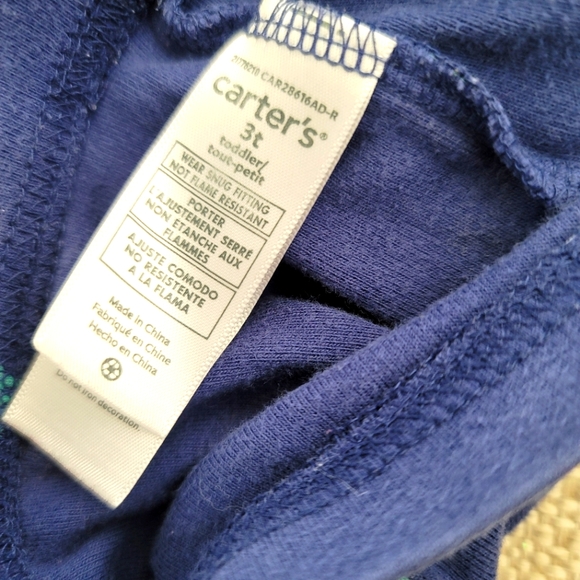 CAR28616AD-R
carter's®
3t
toddler/
tout-petit
WEAR SNUG FITTING
NOT FLAME RESISTANT
PORTER
L'AJUSTEMENT SERRÉ
NON ETANCHE AUX
FLAMMES
AJUSTE COMODO
NO RESISTENTE
A LA FLAMA
Made in China
Fabriqué en Chine
Hecho en China
Do not iron decoration.